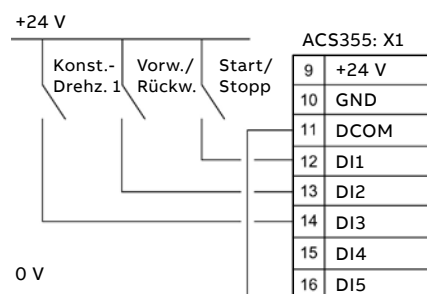 +24 V
ACS355: X1
Konst.-
Drehz. 1
Vorw./
Rückw.
Start/
Stopp
9 +24 V
10 GND
11 DCOM
12 DI1
13 DI2
14 DI3
15 DI4
16 DI5
0 V